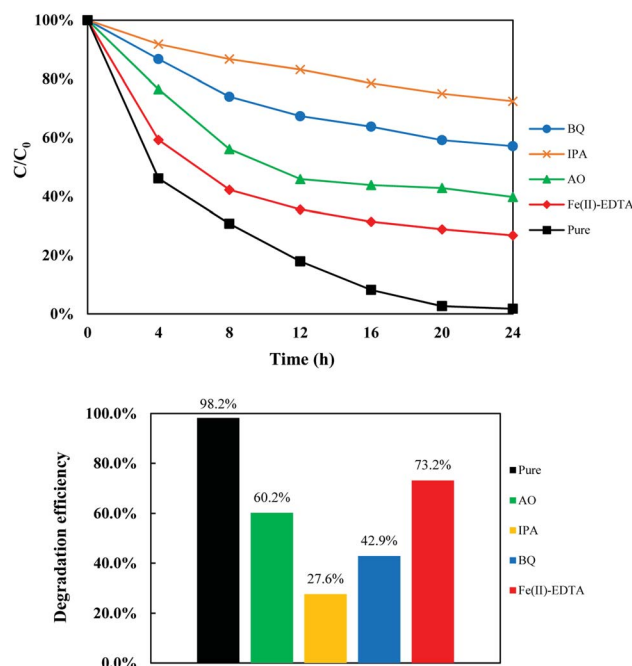 100%
80%
60%
40%
20%
0%
C/C₀
0 4 8 12 16 20 24
Time (h)
BQ
IPA
AO
Fe(II)-EDTA
Pure
100.0%
80.0%
60.0%
40.0%
20.0%
0.0%
Degradation efficiency
98.2%
60.2%
27.6%
42.9%
73.2%
Pure
AO
IPA
BQ
Fe(II)-EDTA